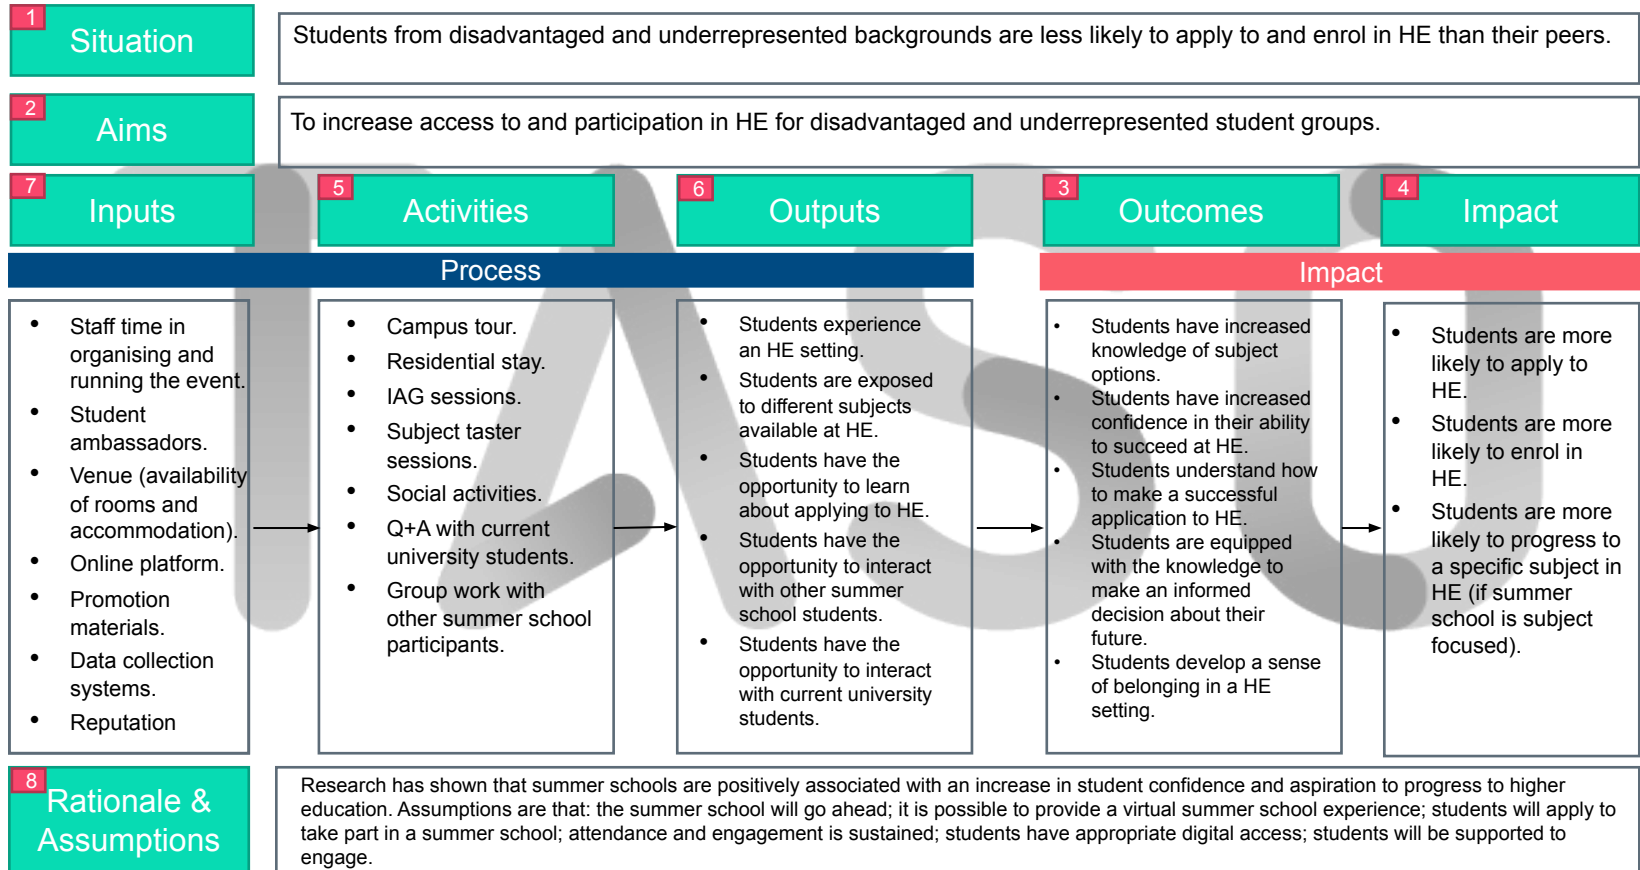 1
Situation
Students from disadvantaged and underrepresented backgrounds are less likely to apply to and enrol in HE than their peers.
2
Aims
To increase access to and participation in HE for disadvantaged and underrepresented student groups.
7
Inputs
5
Activities
6
Outputs
3
Outcomes
4
Impact
Process
Impact
• Staff time in
organising and
running the event.
• Student
ambassadors.
• Venue (availability
of rooms and
accommodation).
• Online platform.
• Promotion
materials.
• Data collection
systems.
• Reputation
• Campus tour.
• Residential stay.
• IAG sessions.
• Subject taster
sessions.
• Social activities.
• Q+A with current
university students.
• Group work with
other summer school
participants.
• Students experience
an HE setting.
• Students are exposed
to different subjects
available at HE.
• Students have the
opportunity to learn
about applying to HE.
• Students have the
opportunity to interact
with other summer
school students.
• Students have the
opportunity to interact
with current university
students.
• Students have increased
knowledge of subject
options.
• Students have increased
confidence in their ability
to succeed at HE.
• Students understand how
to make a successful
application to HE.
• Students are equipped
with the knowledge to
make an informed
decision about their
future.
• Students develop a sense
of belonging in a HE
setting.
• Students are more
likely to apply to
HE.
• Students are more
likely to enrol in
HE.
• Students are more
likely to progress to
a specific subject in
HE (if summer
school is subject
focused).
8
Rationale &
Assumptions
Research has shown that summer schools are positively associated with an increase in student confidence and aspiration to progress to higher
education. Assumptions are that: the summer school will go ahead; it is possible to provide a virtual summer school experience; students will apply to
take part in a summer school; attendance and engagement is sustained; students have appropriate digital access; students will be supported to
engage.
TASO